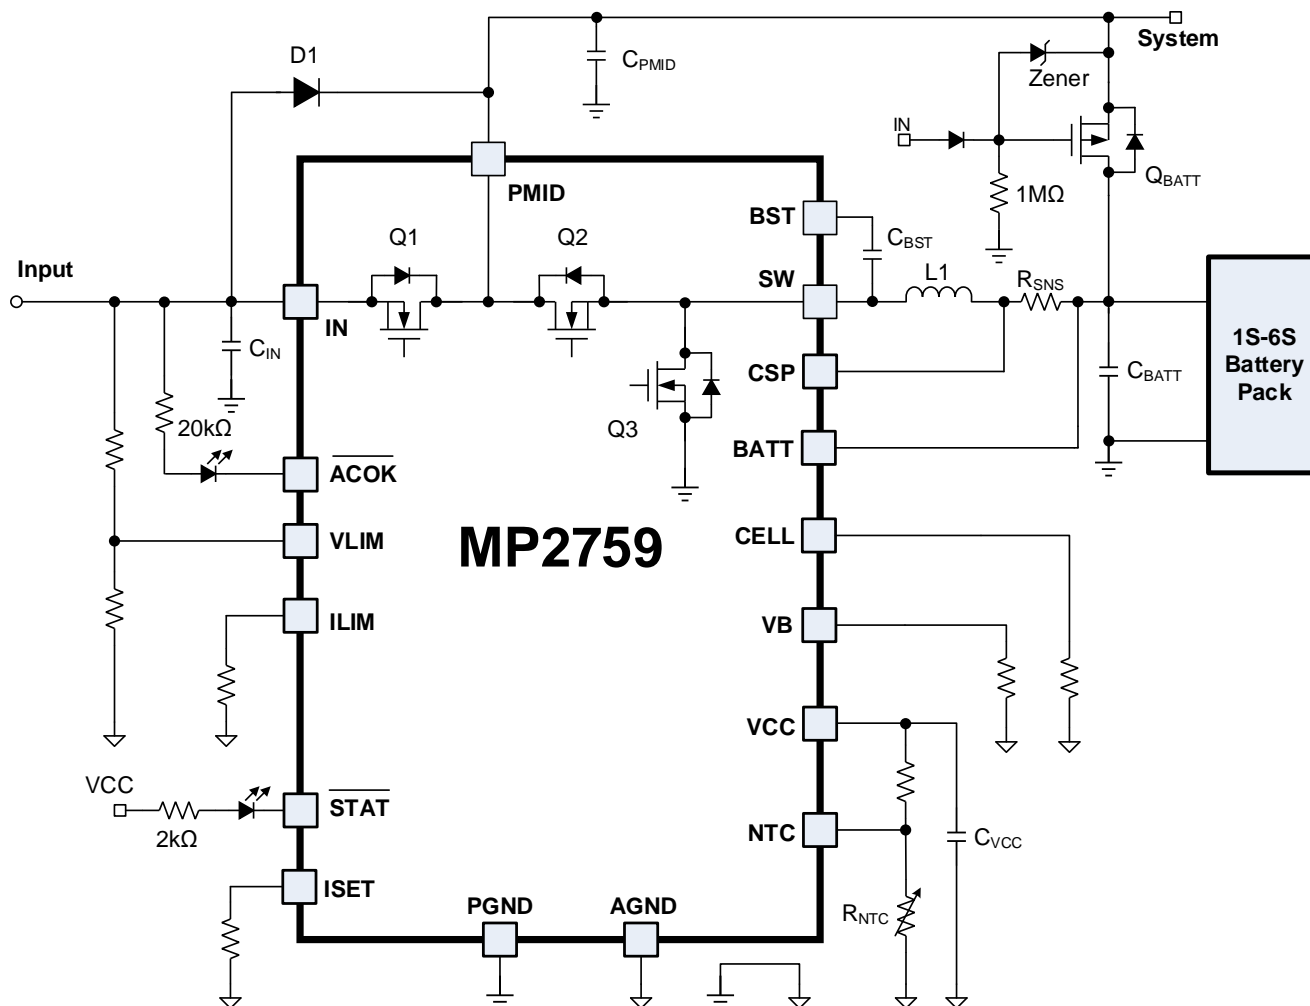 System
D1
CPMID
Zener
IN
QBATT
1MΩ
PMID
BST
CBST
Q1
Q2
SW
L1
RSNS
Input
IN
CIN
CSP
1S-6S
Battery
Pack
CBATT
Q3
20kΩ
BATT
ACOK
MP2759
VLIM
CELL
ILIM
VB
VCC
VCC
STAT
2kΩ
NTC
CVCC
ISET
PGND
AGND
RNTC